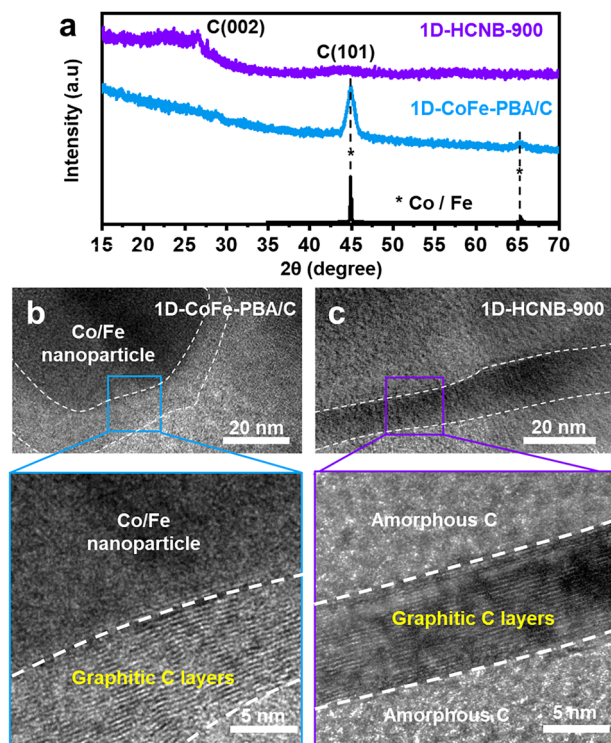 a
C(002)
1D-HCNB-900
C(101)
1D-CoFe-PBA/C
*
*
* Co / Fe
Intensity (a.u)
15 20 25 30 35 40 45 50 55 60 65 70
2θ (degree)
b
1D-CoFe-PBA/C
Co/Fe
nanoparticle
20 nm
c
1D-HCNB-900
20 nm
Co/Fe
nanoparticle
Graphitic C layers
5 nm
Amorphous C
Graphitic C layers
Amorphous C
5 nm